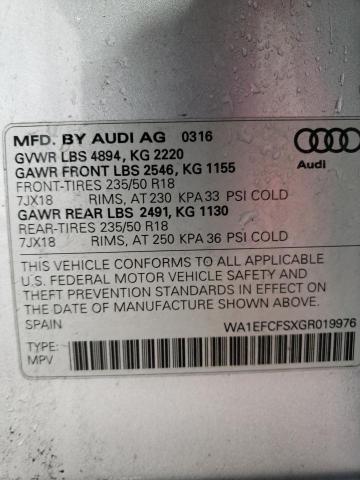 MFD. BY AUDI AG 0316
GVWR LBS 4894, KG 2220
GAWR FRONT LBS 2546, KG 1155
FRONT-TIRES 235/50 R18
7JX18 RIMS, AT 230 KPA 33 PSI COLD
GAWR REAR LBS 2491, KG 1130
REAR-TIRES 235/50 R18
7JX18 RIMS, AT 250 KPA 36 PSI COLD
Audi
THIS VEHICLE CONFORMS TO ALL APPLICABLE
U.S. FEDERAL MOTOR VEHICLE SAFETY AND
THEFT PREVENTION STANDARDS IN EFFECT ON
THE DATE OF MANUFACTURE SHOWN ABOVE.
SPAIN WA1EFCFSXGR019976
TYPE:
MPV